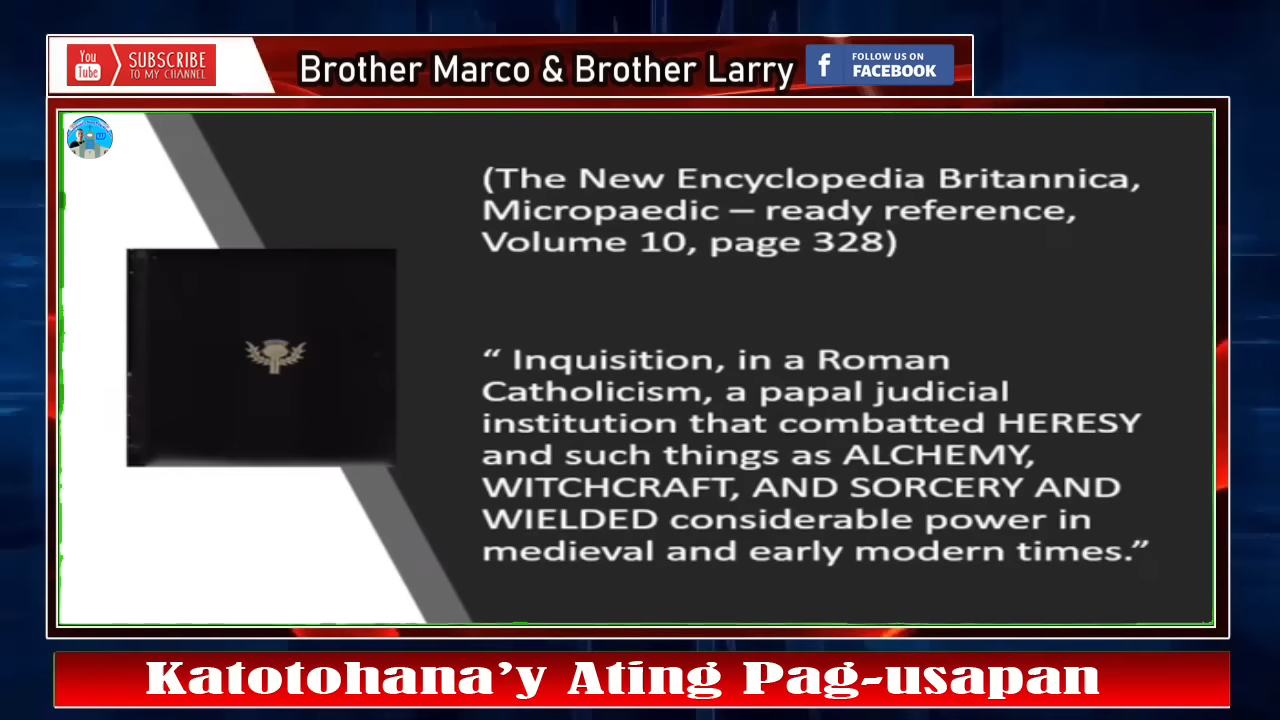 You
Tube
SUBSCRIBE
TO MY CHANNEL
Brother Marco & Brother Larry
f
FOLLOW US ON
FACEBOOK
(The New Encyclopedia Britannica,
Micropaedic – ready reference,
Volume 10, page 328)
“ Inquisition, in a Roman
Catholicism, a papal judicial
institution that combatted HERESY
and such things as ALCHEMY,
WITCHCRAFT, AND SORCERY AND
WIELDED considerable power in
medieval and early modern times.”
Katotohana’y Ating Pag-usapan